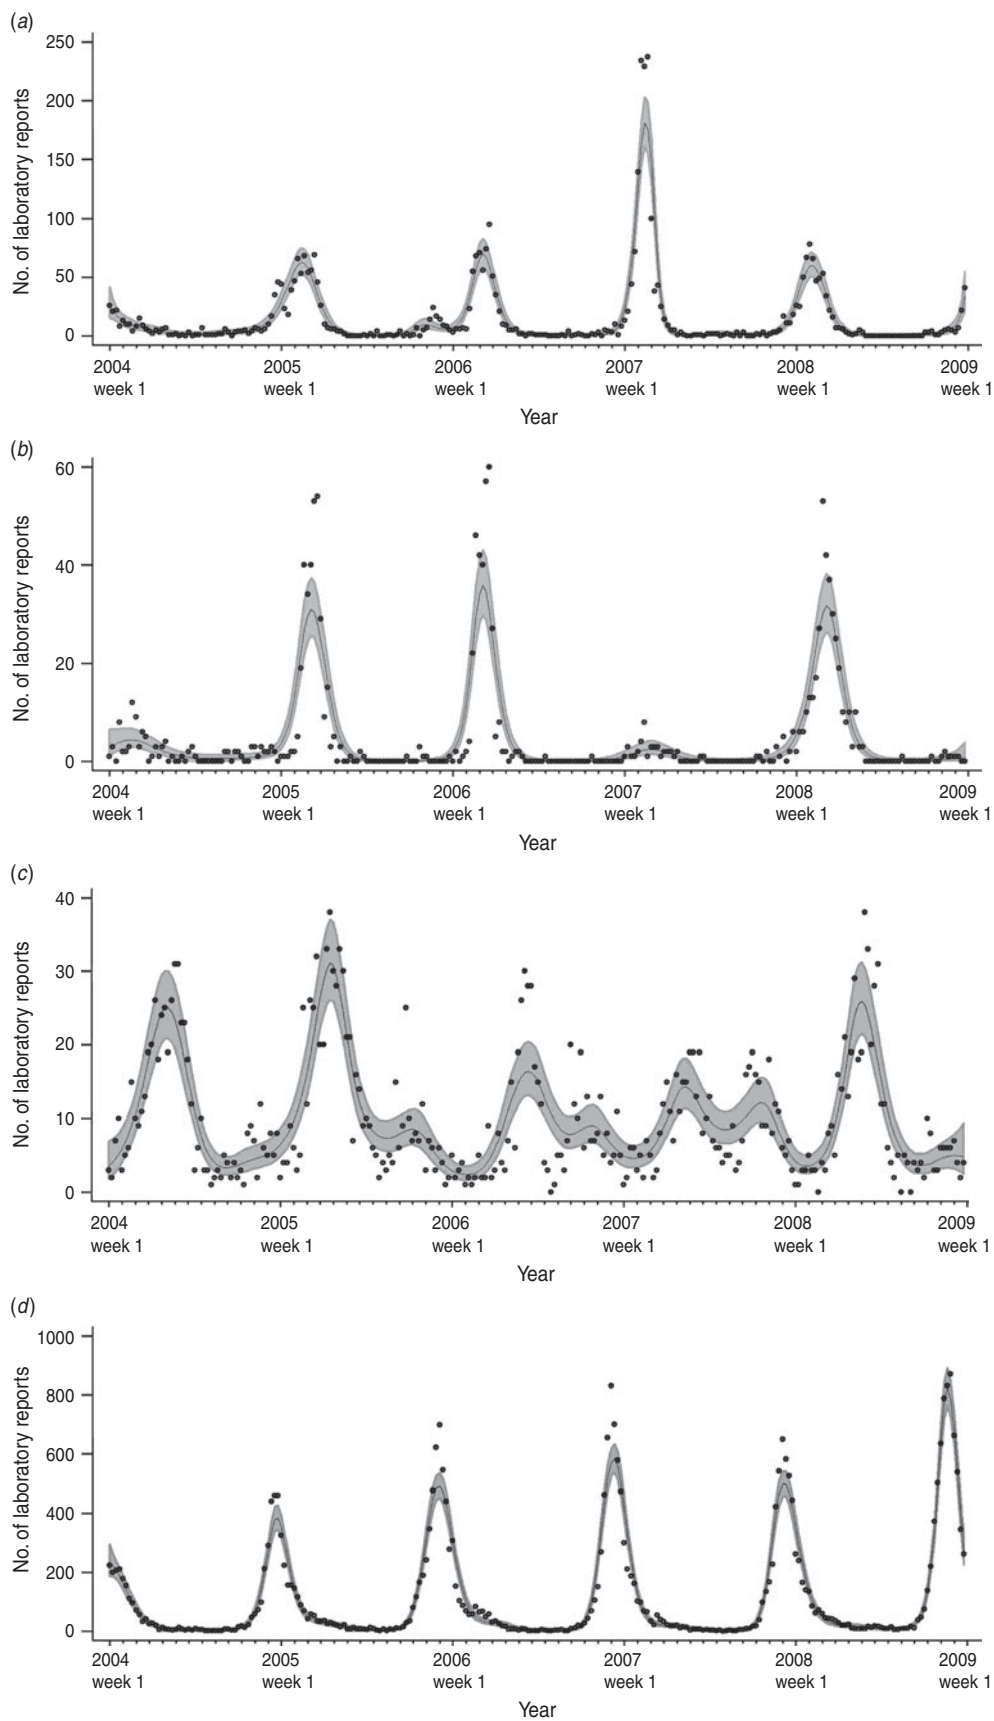 (a)
No. of laboratory reports
250
200
150
100
50
0
2004 2005 2006 2007 2008 2009
week 1 week 1 week 1 week 1 week 1 week 1
Year
(b)
No. of laboratory reports
60
40
20
0
2004 2005 2006 2007 2008 2009
week 1 week 1 week 1 week 1 week 1 week 1
Year
(c)
No. of laboratory reports
40
30
20
10
0
2004 2005 2006 2007 2008 2009
week 1 week 1 week 1 week 1 week 1 week 1
Year
(d)
No. of laboratory reports
1000
800
600
400
200
0
2004 2005 2006 2007 2008 2009
week 1 week 1 week 1 week 1 week 1 week 1
Year